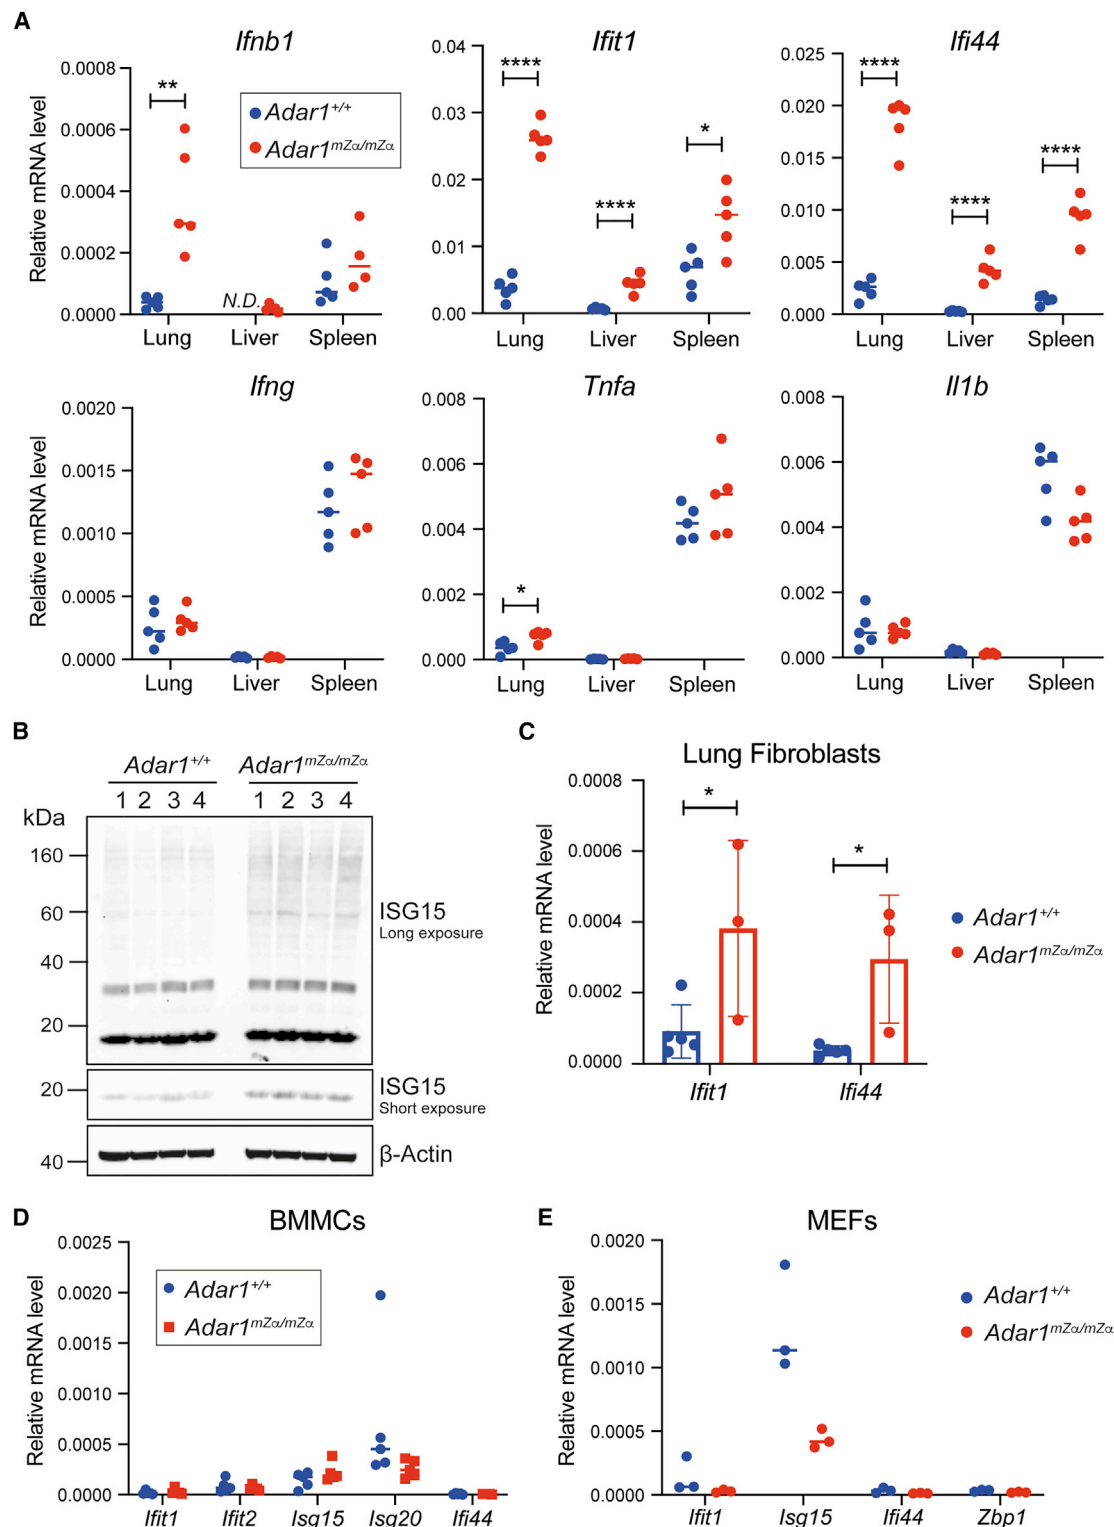 A
Ifnb1
Ifit1
Ifi44
Relative mRNA level
0.0008
0.0006
0.0004
0.0002
0.0000
**
Adar1+/+
Adar1mZα/mZα
N.D.
Lung Liver Spleen
0.04
0.03
0.02
0.01
0.00
****
****
*
Lung Liver Spleen
0.025
0.020
0.015
0.010
0.005
0.000
****
****
****
Lung Liver Spleen
Ifng
Tnfa
Il1b
Relative mRNA level
0.0020
0.0015
0.0010
0.0005
0.0000
Lung Liver Spleen
0.008
0.006
0.004
0.002
0.000
*
Lung Liver Spleen
0.008
0.006
0.004
0.002
0.000
Lung Liver Spleen
B
Adar1+/+ Adar1mZα/mZα
1 2 3 4 1 2 3 4
kDa
160
60
40
20
ISG15
Long exposure
20
ISG15
Short exposure
40
β-Actin
C
Lung Fibroblasts
Relative mRNA level
0.0008
0.0006
0.0004
0.0002
0.0000
*
*
Ifit1 Ifi44
Adar1+/+
Adar1mZα/mZα
D
BMMCs
Relative mRNA level
0.0025
0.0020
0.0015
0.0010
0.0005
0.0000
Adar1+/+
Adar1mZα/mZα
Ifit1 Ifit2 Isg15 Isg20 Ifi44
E
MEFs
Relative mRNA level
0.0020
0.0015
0.0010
0.0005
0.0000
Adar1+/+
Adar1mZα/mZα
Ifit1 Isg15 Ifi44 Zbp1